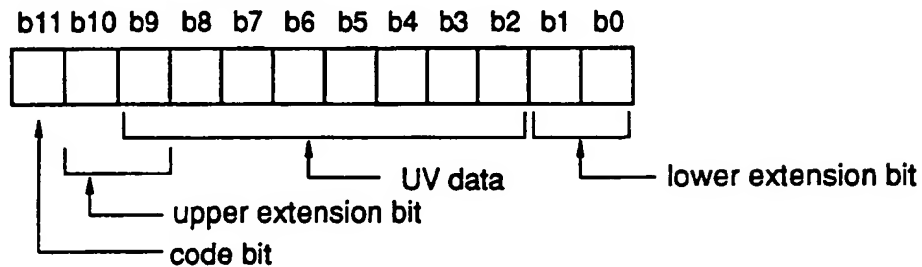 b11 b10 b9 b8 b7 b6 b5 b4 b3 b2 b1 b0
UV data
lower extension bit
upper extension bit
code bit